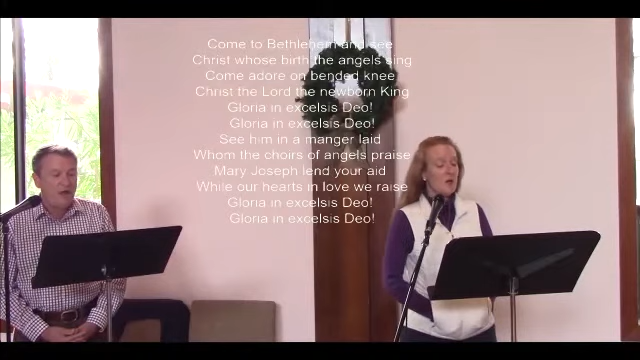 Come to Bethlehem and see
Christ whose birth the angels sing
Come adore on bended knee
Christ the Lord the newborn King
Gloria in excelsis Deo!
Gloria in excelsis Deo!
See him in a manger laid
Whom the choirs of angels praise
Mary Joseph lend your aid
While our hearts in love we raise
Gloria in excelsis Deo!
Gloria in excelsis Deo!